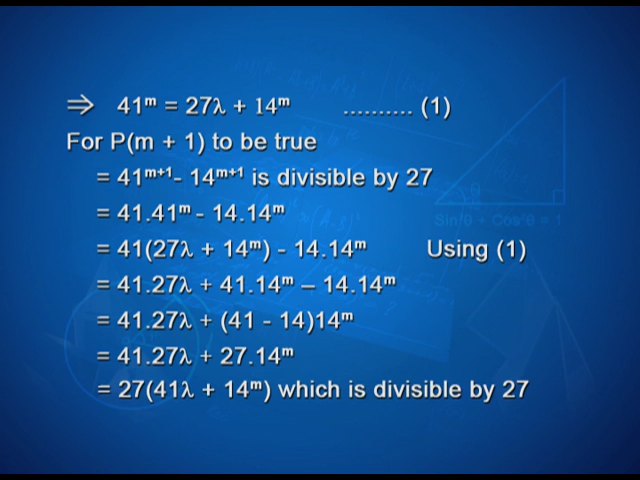 ⇒ 41ᵐ = 27λ + 14ᵐ .......... (1)
For P(m + 1) to be true
= 41ᵐ⁺¹- 14ᵐ⁺¹ is divisible by 27
= 41.41ᵐ - 14.14ᵐ
= 41(27λ + 14ᵐ) - 14.14ᵐ Using (1)
= 41.27λ + 41.14ᵐ – 14.14ᵐ
= 41.27λ + (41 - 14)14ᵐ
= 41.27λ + 27.14ᵐ
= 27(41λ + 14ᵐ) which is divisible by 27